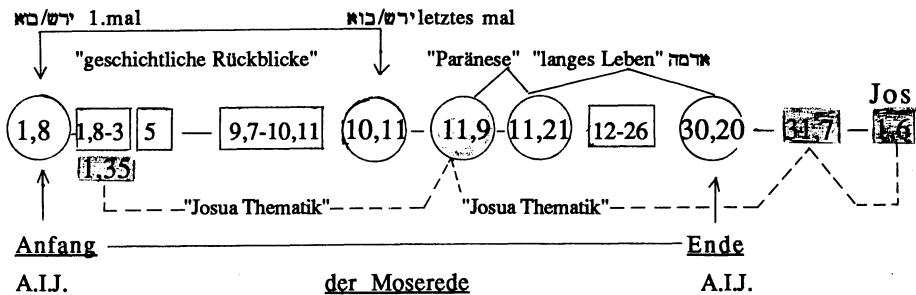 ירש/בוא 1.mal ירש/בוא letztes mal
"geschichtliche Rückblicke" "Paränese" "langes Leben" אדמה
Jos
1,8 1,8-3 5 — 9,7-10,11 10,11 – 11,9 - 11,21 12-26 30,20 — 31,7 — 1,6
1,35
"Josua Thematik" "Josua Thematik"
Anfang Ende
A.I.J. der Moserede A.I.J.